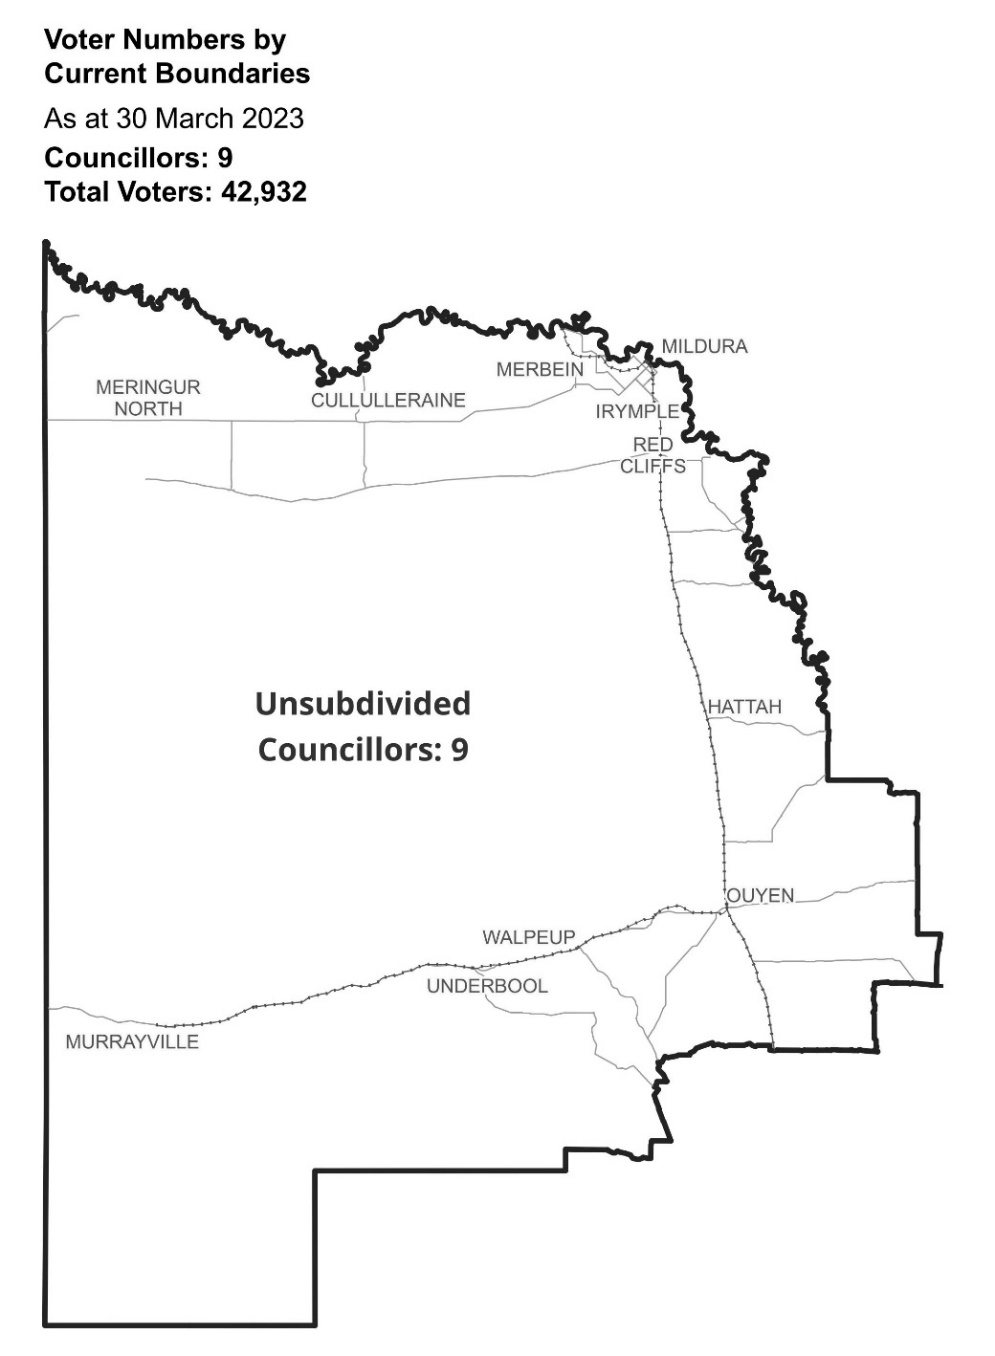 Voter Numbers by
Current Boundaries
As at 30 March 2023
Councillors: 9
Total Voters: 42,932
MILDURA
MERBEIN
MERINGUR
NORTH
CULLULLERAINE
IRYMPLE
RED
CLIFFS
Unsubdivided
Councillors: 9
HATTAH
OUYEN
WALPEUP
UNDERBOOL
MURRAYVILLE